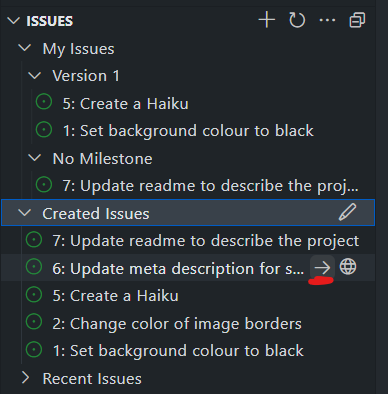 ISSUES
My Issues
Version 1
5: Create a Haiku
1: Set background colour to black
No Milestone
7: Update readme to describe the proj...
Created Issues
7: Update readme to describe the project
6: Update meta description for s...
5: Create a Haiku
2: Change color of image borders
1: Set background colour to black
Recent Issues